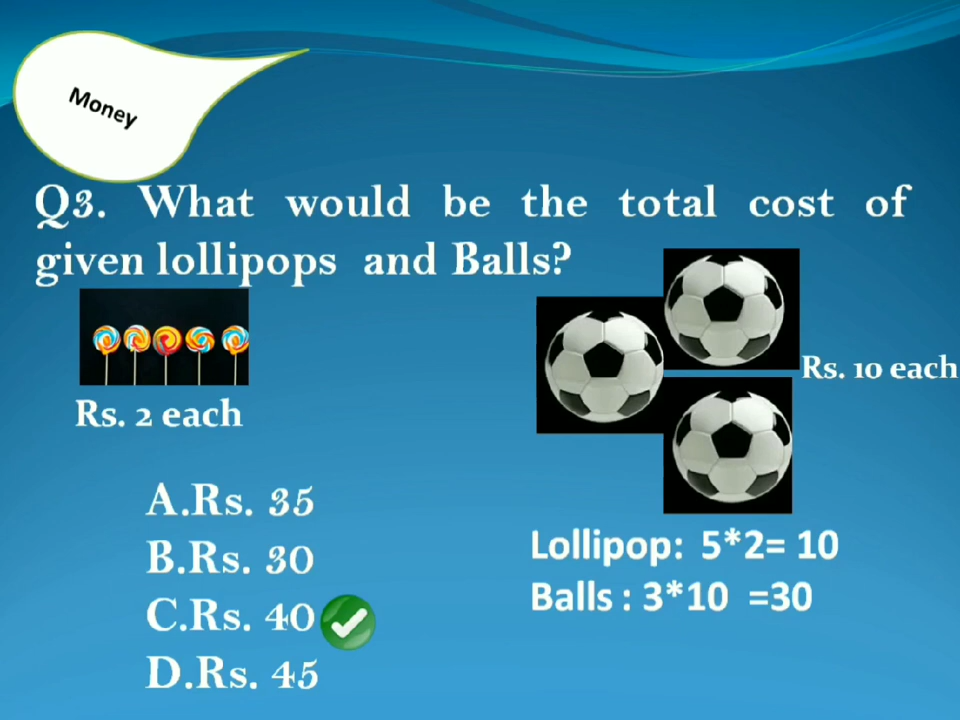 Money
Q3. What would be the total cost of
given lollipops and Balls?
Rs. 10 each
Rs. 2 each
A.Rs. 35
B.Rs. 30
C.Rs. 40
D.Rs. 45
Lollipop: 5*2= 10
Balls : 3*10 =30